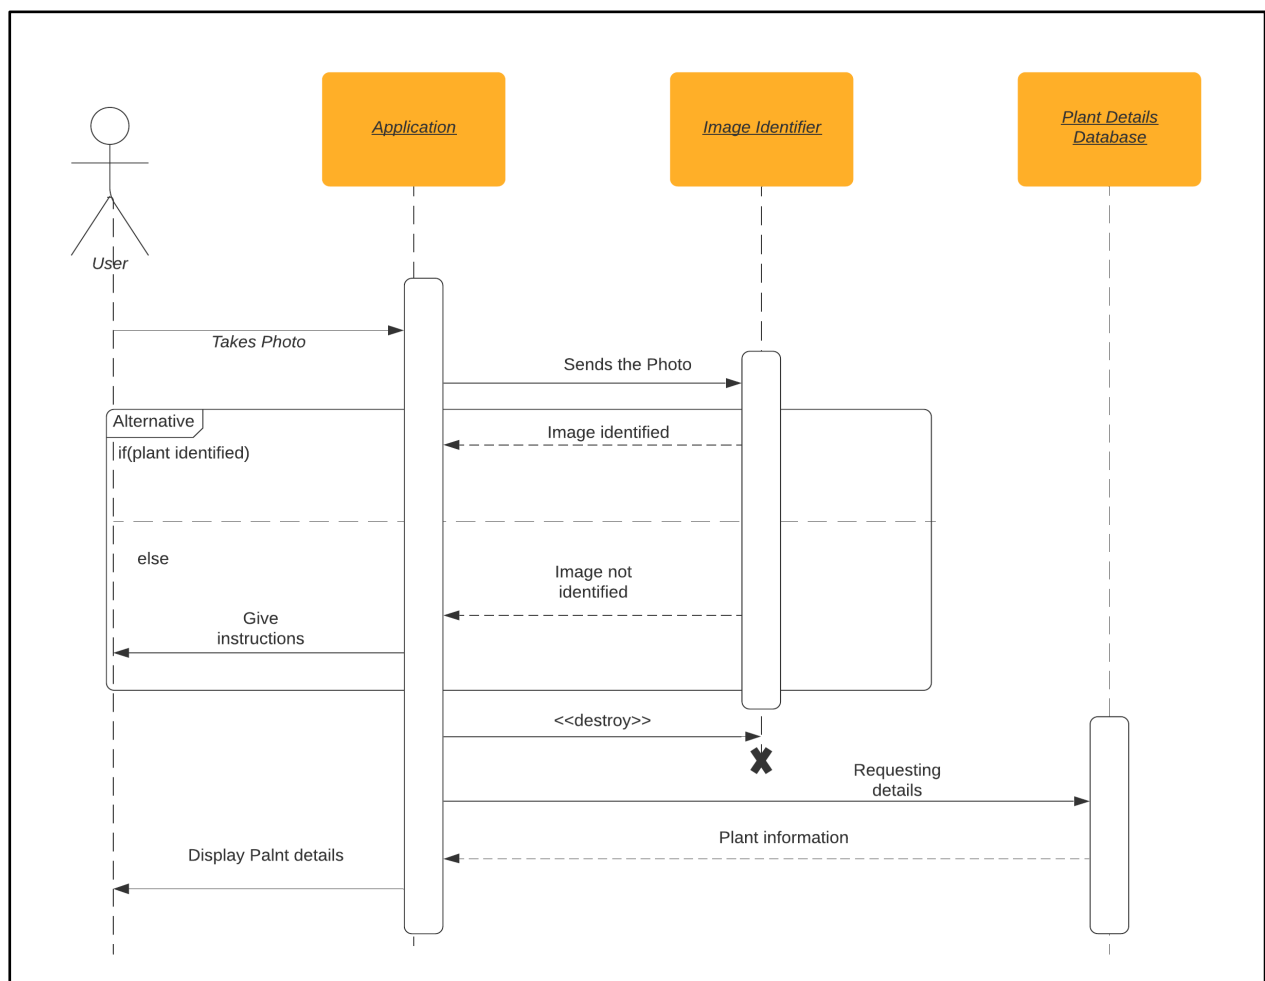 Application
Image Identifier
Plant Details
Database
User
Takes Photo
Sends the Photo
Alternative
Image identified
if(plant identified)
else
Image not
identified
Give
instructions
<<destroy>>
Requesting
details
Plant information
Display Palnt details